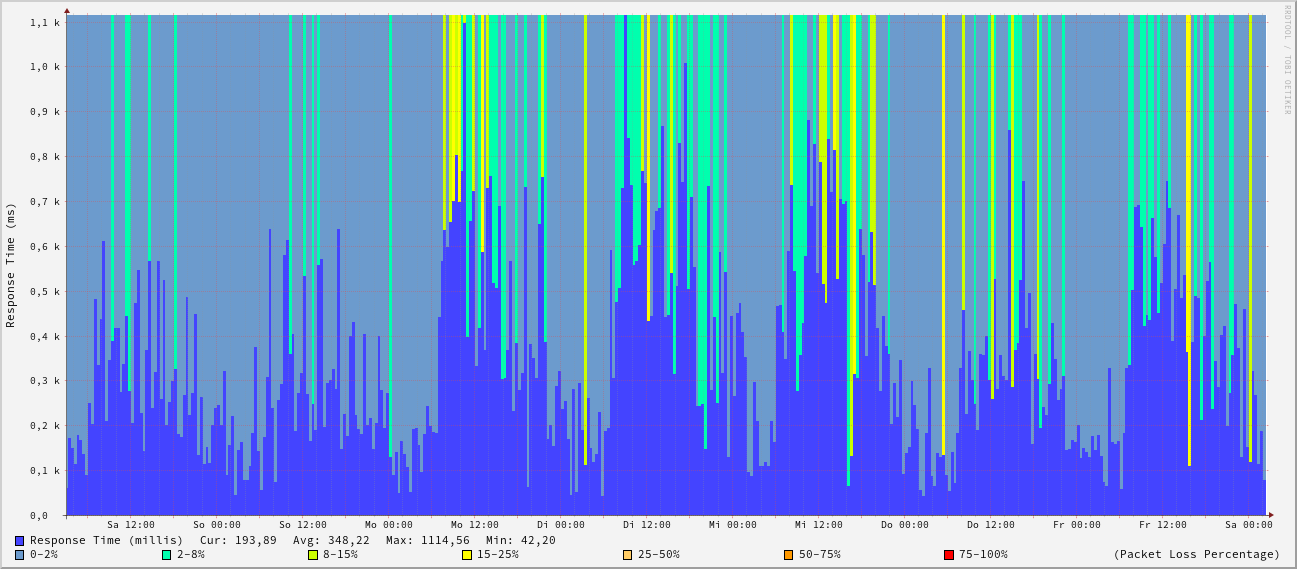 RRDTOOL / TOBI OETIKER
Response Time (ms)
1,1 k
1,0 k
0,9 k
0,8 k
0,7 k
0,6 k
0,5 k
0,4 k
0,3 k
0,2 k
0,1 k
0,0
Sa 12:00 So 00:00 So 12:00 Mo 00:00 Mo 12:00 Di 00:00 Di 12:00 Mi 00:00 Mi 12:00 Do 00:00 Do 12:00 Fr 00:00 Fr 12:00 Sa 00:00
Response Time (millis) Cur: 193,89 Avg: 348,22 Max: 1114,56 Min: 42,20
0-2% 2-8% 8-15% 15-25% 25-50% 50-75% 75-100% (Packet Loss Percentage)